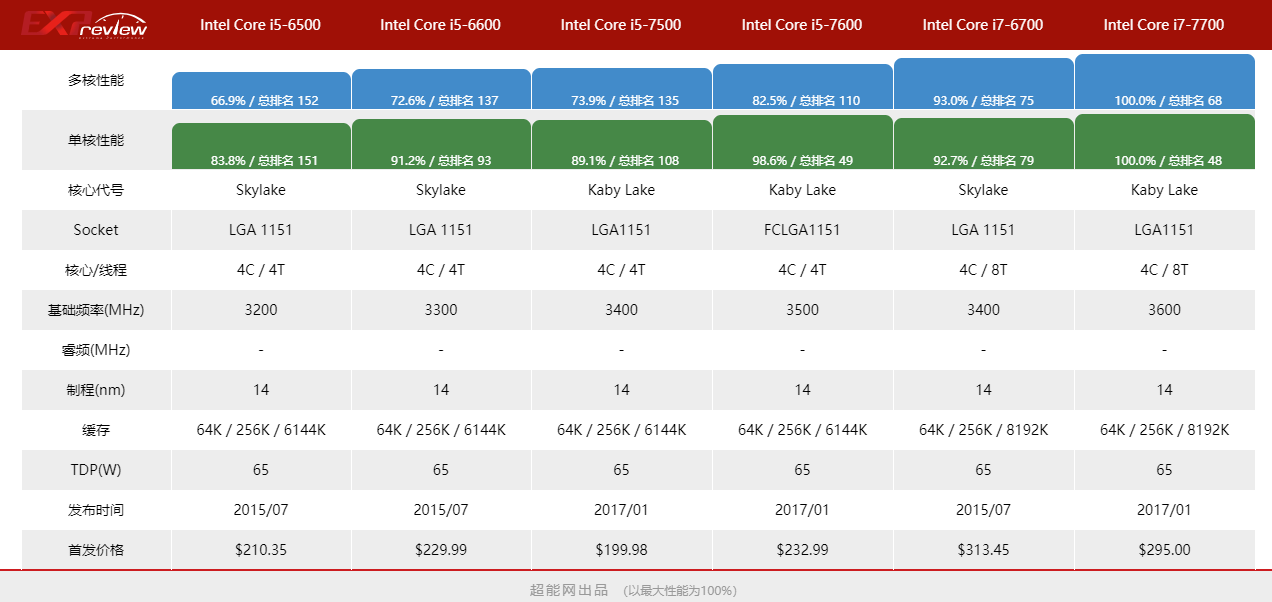 EXPreview Intel Core i5-6500 Intel Core i5-6600 Intel Core i5-7500 Intel Core i5-7600 Intel Core i7-6700 Intel Core i7-7700
多核性能 66.9% / 总排名 152 72.6% / 总排名 137 73.9% / 总排名 135 82.5% / 总排名 110 93.0% / 总排名 75 100.0% / 总排名 68
单核性能 83.8% / 总排名 151 91.2% / 总排名 93 89.1% / 总排名 108 98.6% / 总排名 49 92.7% / 总排名 79 100.0% / 总排名 48
核心代号 Skylake Skylake Kaby Lake Kaby Lake Skylake Kaby Lake
Socket LGA 1151 LGA 1151 LGA1151 FCLGA1151 LGA 1151 LGA1151
核心/线程 4C / 4T 4C / 4T 4C / 4T 4C / 4T 4C / 8T 4C / 8T
基础频率(MHz) 3200 3300 3400 3500 3400 3600
睿频(MHz) - - - - - -
制程(nm) 14 14 14 14 14 14
缓存 64K / 256K / 6144K 64K / 256K / 6144K 64K / 256K / 6144K 64K / 256K / 6144K 64K / 256K / 8192K 64K / 256K / 8192K
TDP(W) 65 65 65 65 65 65
发布时间 2015/07 2015/07 2017/01 2017/01 2015/07 2017/01
首发价格 $210.35 $229.99 $199.98 $232.99 $313.45 $295.00
超能网出品 (以最大性能为100%)